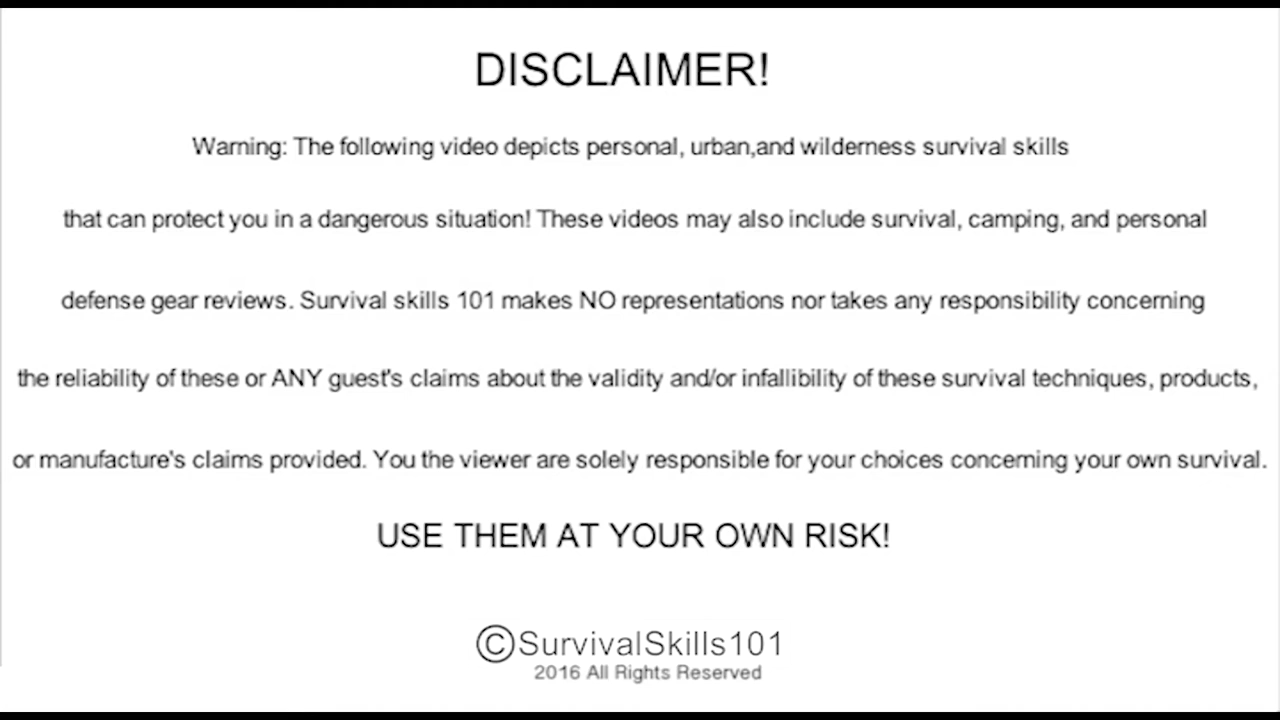 DISCLAIMER!
Warning: The following video depicts personal, urban,and wilderness survival skills
that can protect you in a dangerous situation! These videos may also include survival, camping, and personal
defense gear reviews. Survival skills 101 makes NO representations nor takes any responsibility concerning
the reliability of these or ANY guest's claims about the validity and/or infallibility of these survival techniques, products,
or manufacture's claims provided. You the viewer are solely responsible for your choices concerning your own survival.
USE THEM AT YOUR OWN RISK!
©SurvivalSkills101
2016 All Rights Reserved